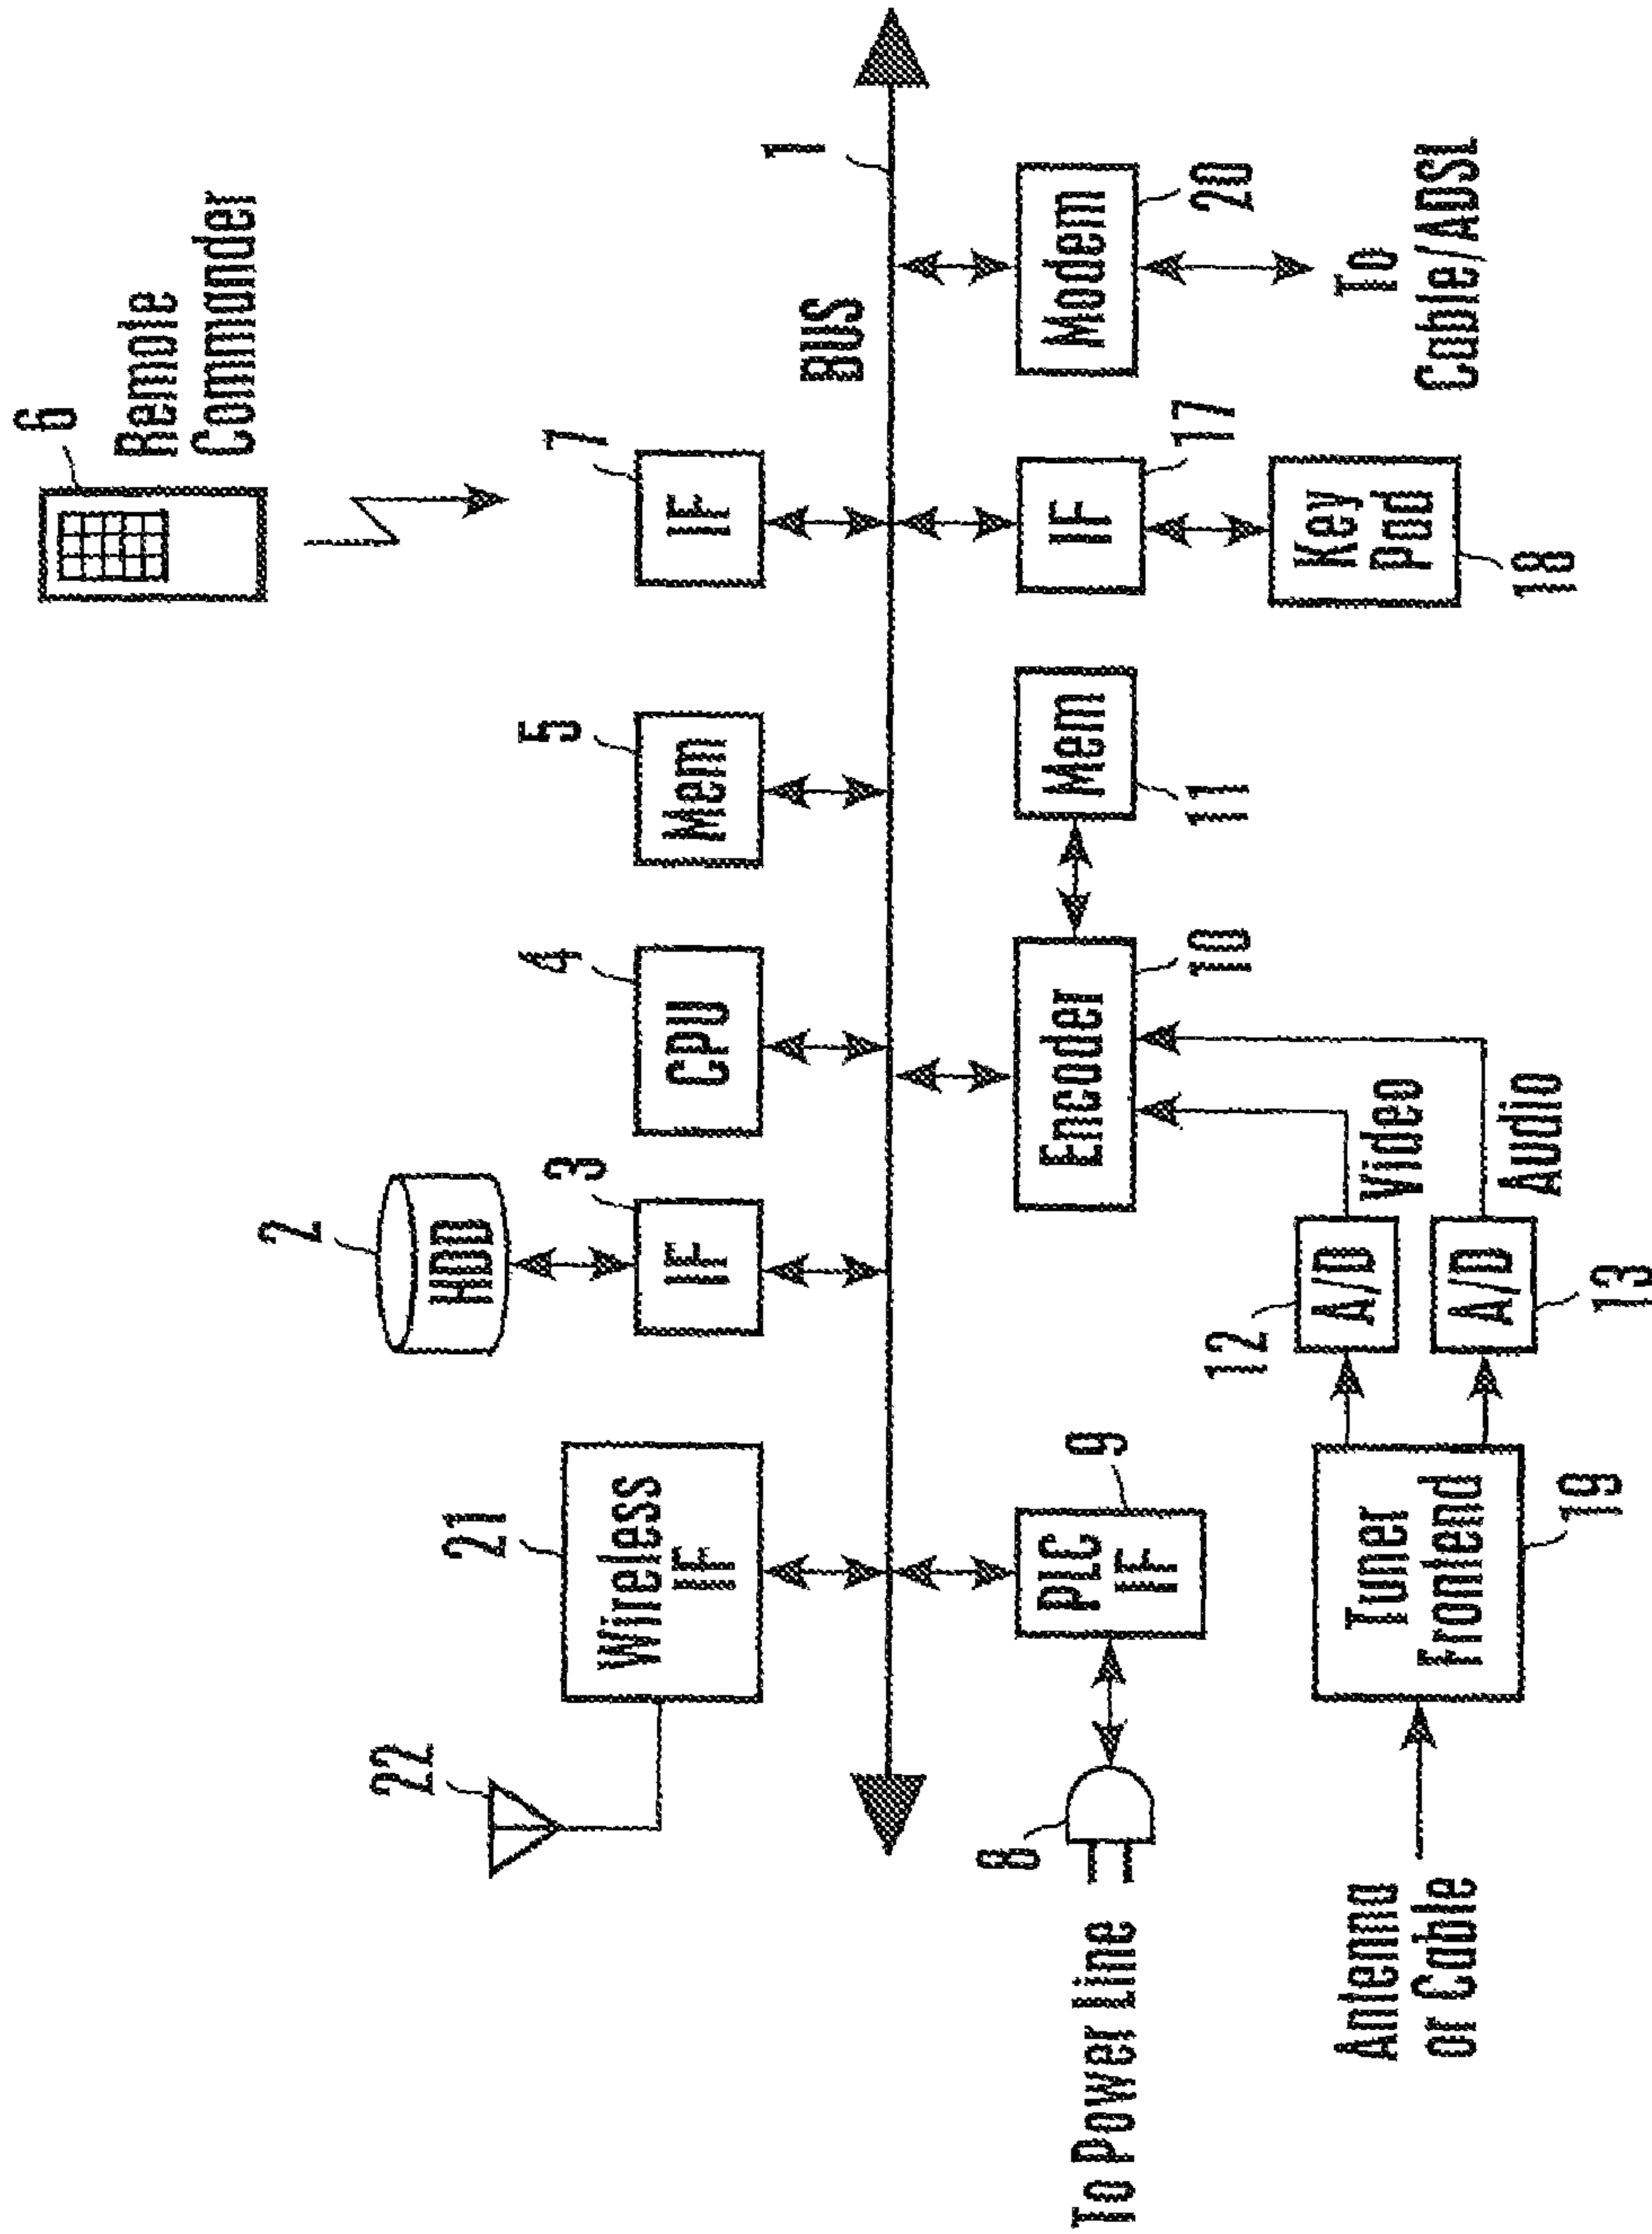 6
Remote
Commander
22
21
Wireless
IF
2
HDD
3
IF
4
CPU
5
Mem
7
IF
1
BUS
To Power Line
8
9
PLC
IF
Encoder
10
Mem
11
IF
17
Key
Pad
18
Modem
20
To
Cable/ADSL
Antenna
or Cable
Tuner
Frontend
19
12
A/D
Video
A/D
13
Audio